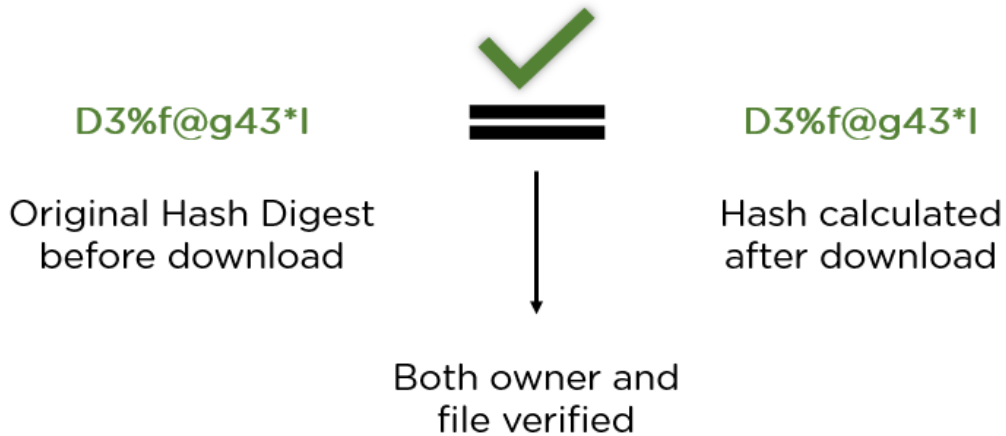 D3%f@g43*I
D3%f@g43*I
Original Hash Digest
before download
Hash calculated
after download
Both owner and
file verified